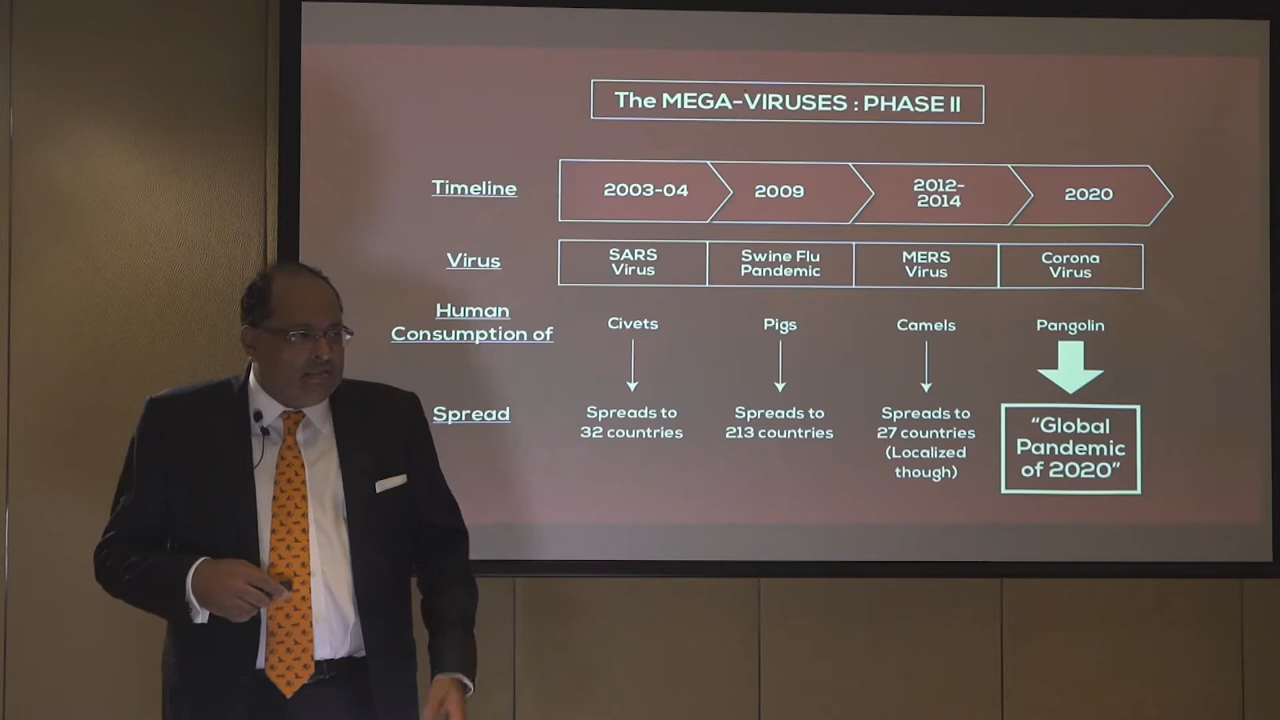 The MEGA-VIRUSES : PHASE II
Timeline
2003-04
2009
2012-
2014
2020
Virus
SARS
Virus
Swine Flu
Pandemic
MERS
Virus
Corona
Virus
Human
Consumption of
Civets
Pigs
Camels
Pangolin
Spread
Spreads to
32 countries
Spreads to
213 countries
Spreads to
27 countries
(Localized
though)
“Global
Pandemic
of 2020”